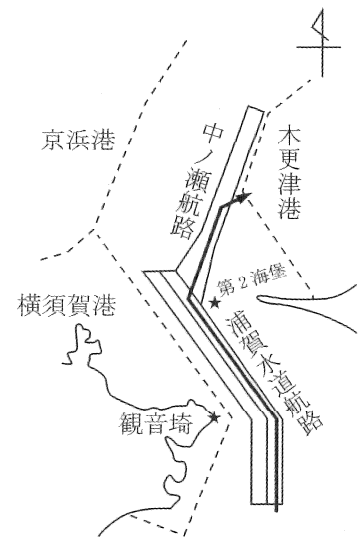 京浜港
中ノ瀬航路
木更津港
第2海堡
横須賀港
浦賀水道航路
観音埼